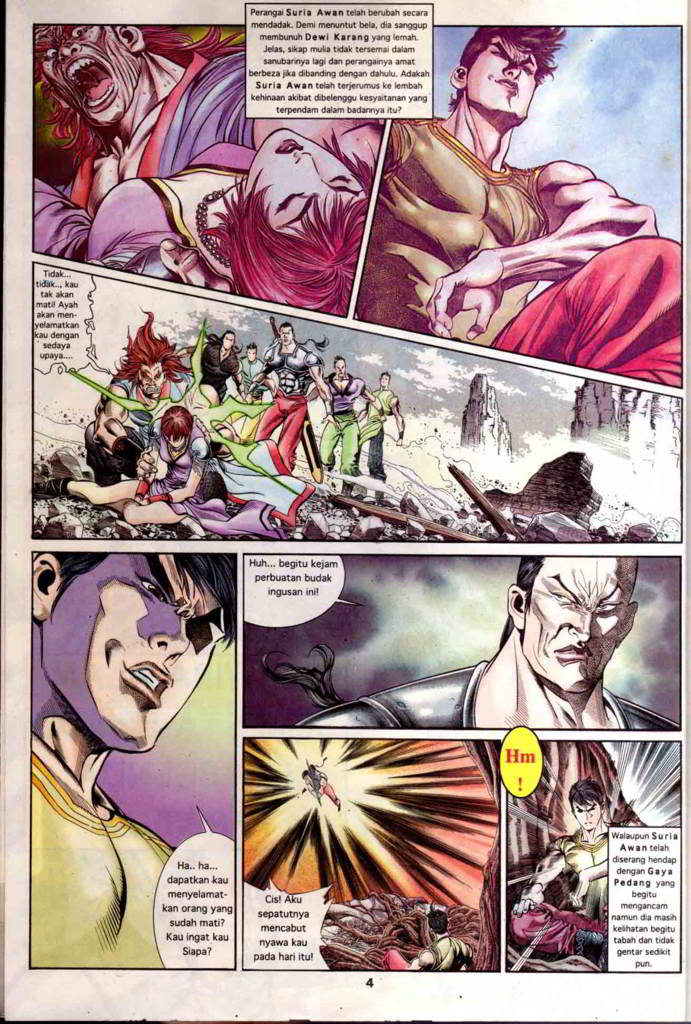 Perangai Suria Awan telah berubah secara
mendadak. Demi menuntut bela, dia sanggup
membunuh Dewi Karang yang lemah.
Jelas, sikap mulia tidak tersemai dalam
sanubarinya lagi dan perangainya amat
berbeza jika dibanding dengan dahulu. Adakah
Suria Awan telah terjerumus ke lembah
kehinaan akibat dibelenggu kesyaitanan yang
terpendam dalam badannya itu?
Tidak...
tidak.., kau
tak akan
mati! Ayah
akan men-
yelamatkan
kau dengan
sedaya
upaya....
Huh... begitu kejam
perbuatan budak
ingusan ini!
Ha.. ha...
dapatkan kau
menyelamat-
kan orang yang
sudah mati?
Kau ingat kau
Siapa?
Cis! Aku
sepatutnya
mencabut
nyawa kau
pada hari itu!
Hm
!
Walaupun Suria
Awan telah
diserang hendap
dengan Gaya
Pedang yang
begitu
mengancam
namun dia masih
kelihatan begitu
tabah dan tidak
gentar sedikit
pun.
4